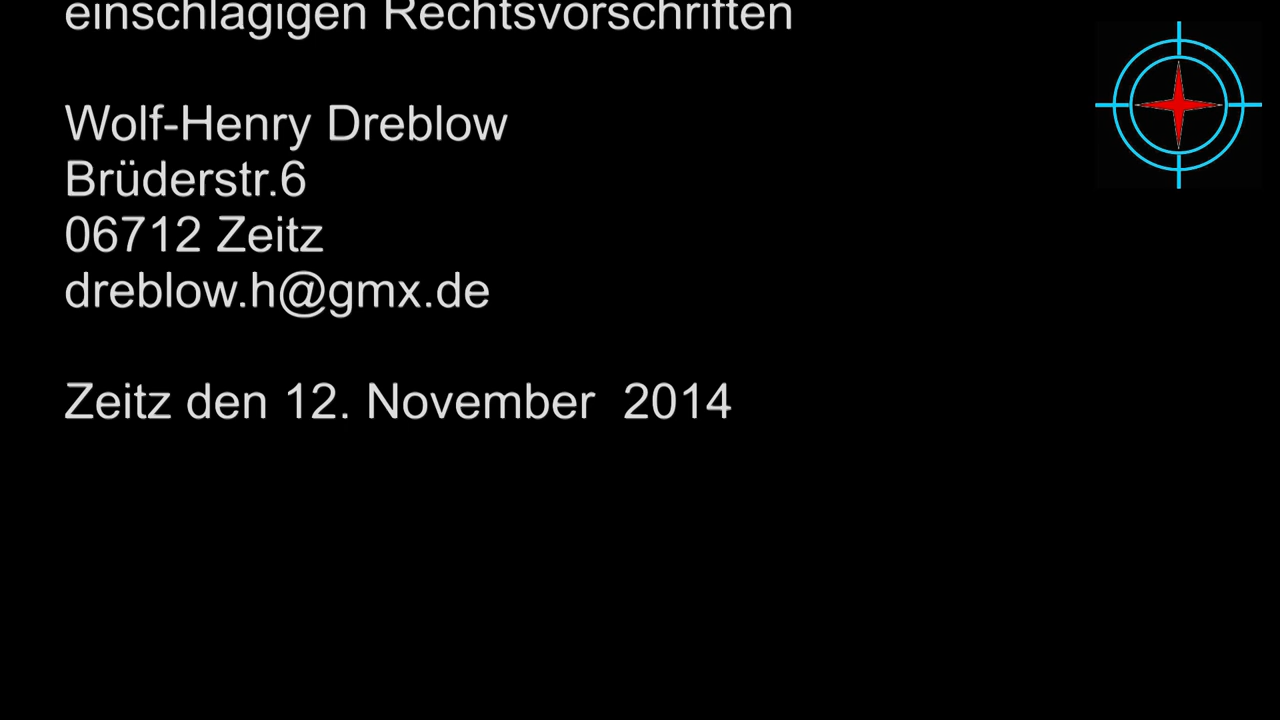 einschlägigen Rechtsvorschriften
Wolf-Henry Dreblow
Brüderstr.6
06712 Zeitz
dreblow.h@gmx.de
Zeitz den 12. November 2014